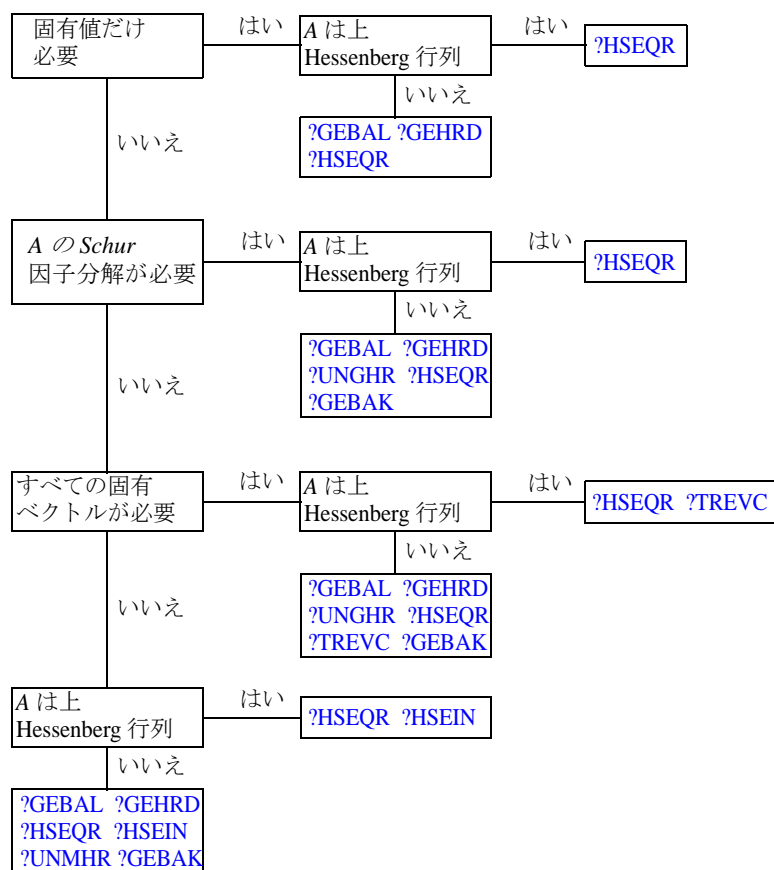 固有値だけ
必要
はい
A は上
Hessenberg 行列
はい
?HSEQR
いいえ
?GEBAL ?GEHRD
?HSEQR
いいえ
A の Schur
因子分解が必要
はい
A は上
Hessenberg 行列
はい
?HSEQR
いいえ
?GEBAL ?GEHRD
?UNGHR ?HSEQR
?GEBAK
いいえ
すべての固有
ベクトルが必要
はい
A は上
Hessenberg 行列
はい
?HSEQR ?TREVC
いいえ
?GEBAL ?GEHRD
?UNGHR ?HSEQR
?TREVC ?GEBAK
いいえ
A は上
Hessenberg 行列
はい
?HSEQR ?HSEIN
いいえ
?GEBAL ?GEHRD
?HSEQR ?HSEIN
?UNMHR ?GEBAK